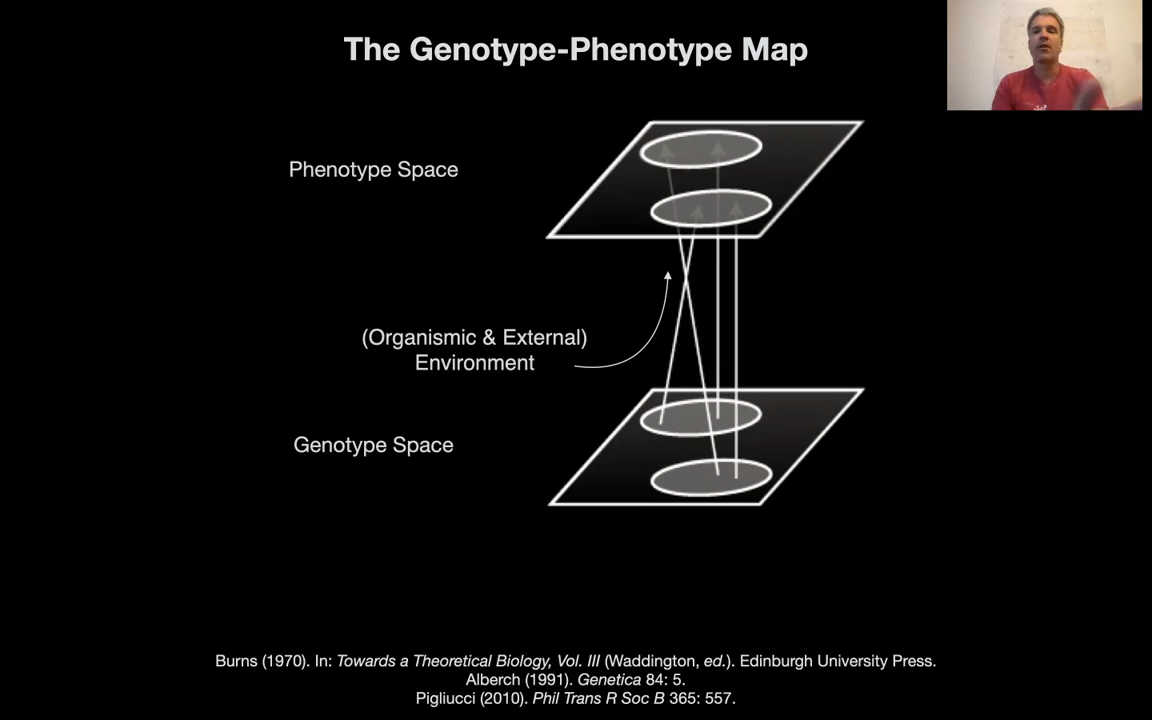 The Genotype-Phenotype Map
Phenotype Space
(Organismic & External)
Environment
Genotype Space
Burns (1970). In: Towards a Theoretical Biology, Vol. III (Waddington, ed.). Edinburgh University Press.
Alberch (1991). Genetica 84: 5.
Pigliucci (2010). Phil Trans R Soc B 365: 557.